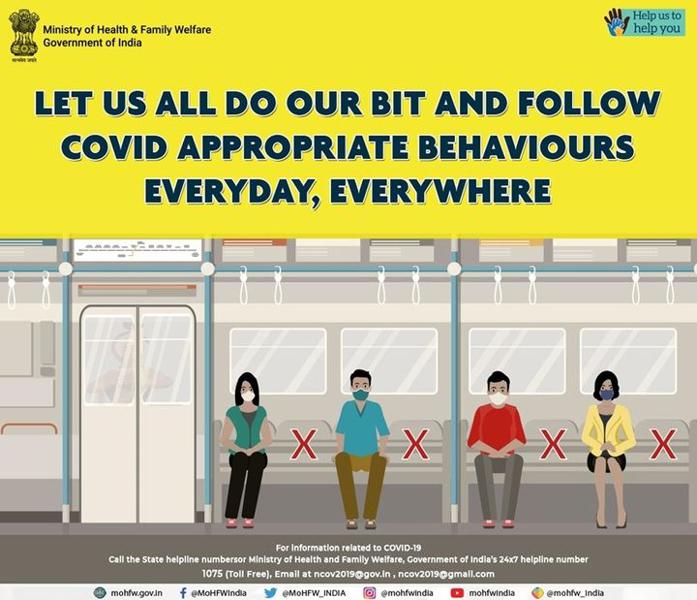 Ministry of Health & Family Welfare
Government of India
सत्यमेव जयते
Help us to
help you
LET US ALL DO OUR BIT AND FOLLOW
COVID APPROPRIATE BEHAVIOURS
EVERYDAY, EVERYWHERE
X X X X
For information related to COVID-19
Call the State helpline numbersor Ministry of Health and Family Welfare, Government of India's 24x7 helpline number
1075 (Toll Free), Email at ncov2019@gov.in , ncov2019@gmail.com
mohfw.gov.in @MoHFWIndia @MoHFW_INDIA @mohfwindia mohfwindia @mohfw_india